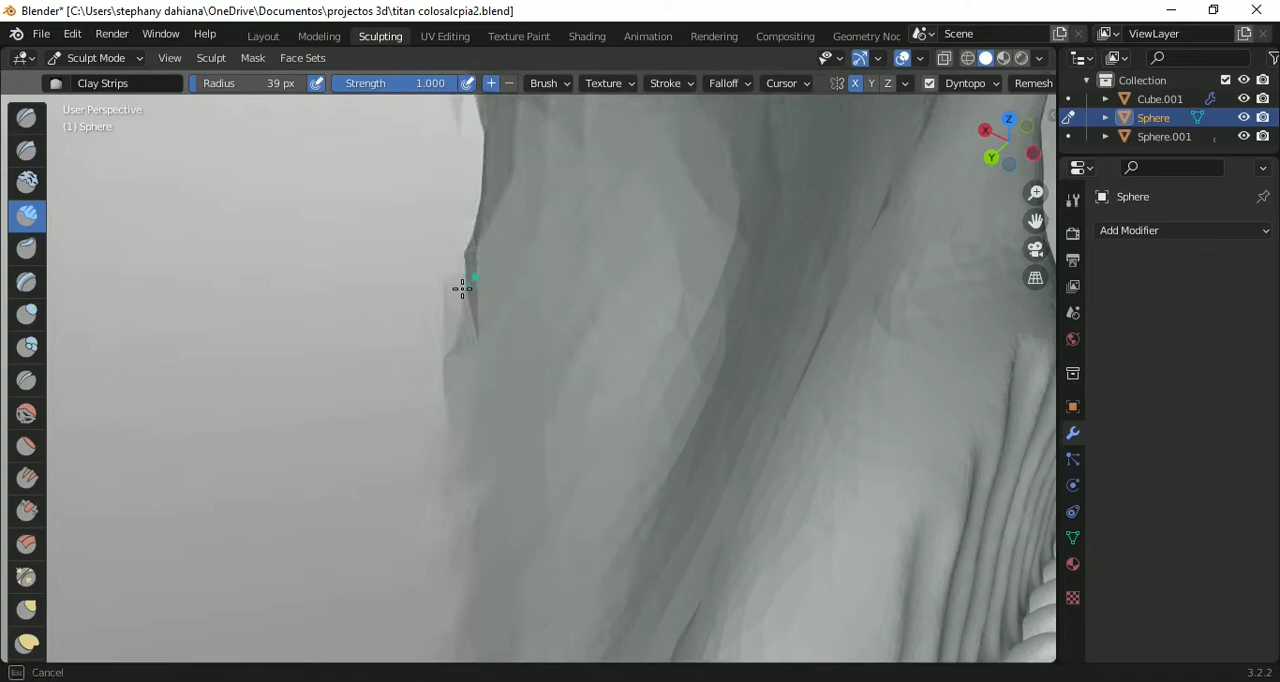 Blender* [C:\Users\stephany dahiana\OneDrive\Documentos\projectos 3d\titan colosalcpia2.blend]
File Edit Render Window Help Layout Modeling Sculpting UV Editing Texture Paint Shading Animation Rendering Compositing Geometry Noc Scene ViewLayer
Sculpt Mode View Sculpt Mask Face Sets
Clay Strips Radius 39 px Strength 1.000 Brush Texture Stroke Falloff Cursor X Y Z Dyntopo Remesh
User Perspective
(1) Sphere
Z
X
Y
Collection
Cube.001
Sphere
Sphere.001
Sphere
Add Modifier
Esc Cancel
3.2.2